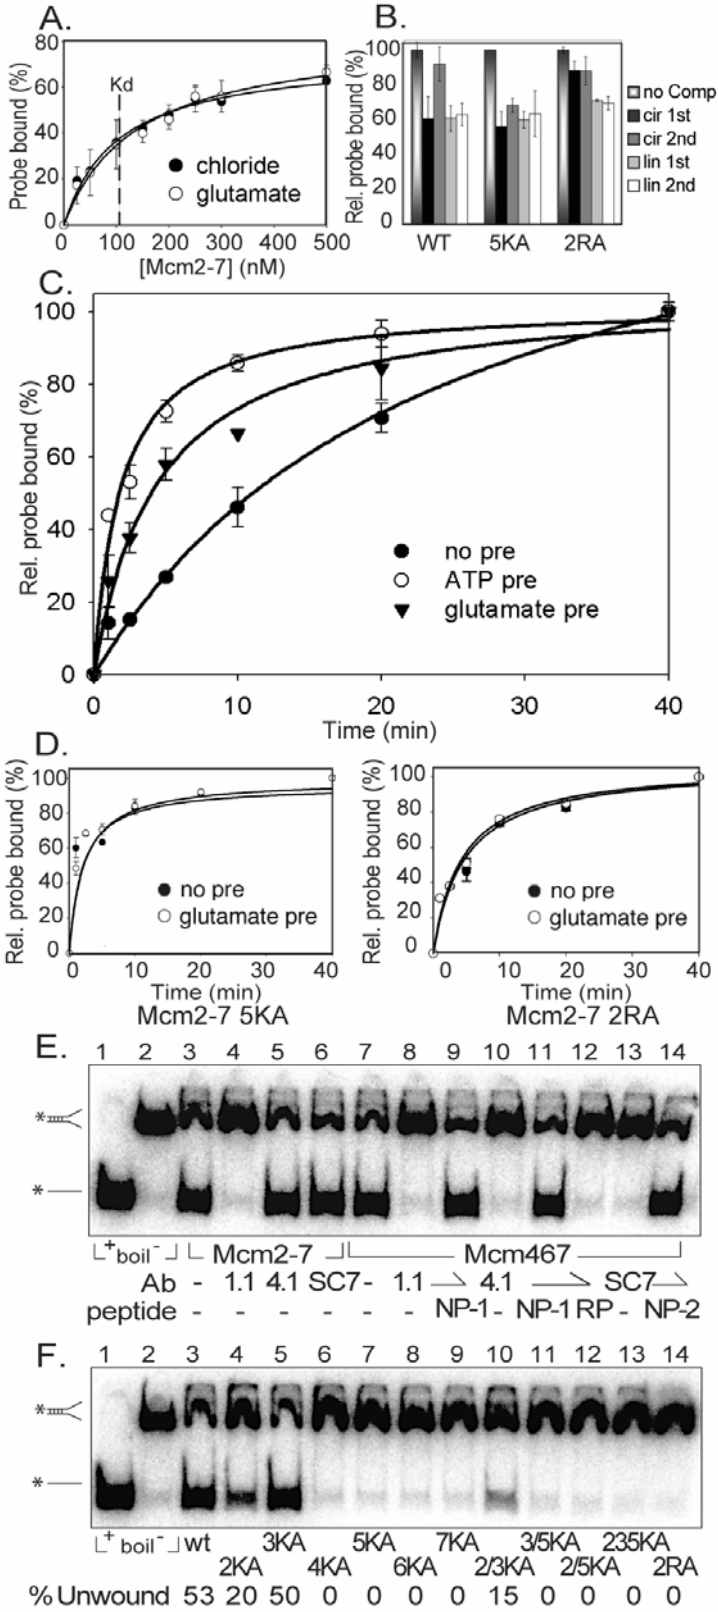 A.
80
60
40
20
0
Probe bound (%)
Kd
chloride
glutamate
0 100 200 300 400 500
[Mcm2-7] (nM)
B.
100
80
60
40
20
0
Rel. probe bound (%)
no Comp
cir 1st
cir 2nd
lin 1st
lin 2nd
WT 5KA 2RA
C.
100
80
60
40
20
0
Rel. probe bound (%)
no pre
ATP pre
glutamate pre
0 10 20 30 40
Time (min)
D.
100
80
60
40
20
0
Rel. probe bound (%)
no pre
glutamate pre
0 10 20 30 40
Time (min)
Mcm2-7 5KA
100
80
60
40
20
0
Rel. probe bound (%)
no pre
glutamate pre
0 10 20 30 40
Time (min)
Mcm2-7 2RA
E.
1 2 3 4 5 6 7 8 9 10 11 12 13 14
*
*
+ boil - Mcm2-7 Mcm467
Ab - 1.1 4.1 SC7 - 1.1 4.1 SC7
peptide - - - - - - NP-1 - NP-1 RP - NP-2
F.
1 2 3 4 5 6 7 8 9 10 11 12 13 14
*
*
+ boil - wt 3KA 5KA 7KA 3/5KA 235KA
2KA 4KA 6KA 2/3KA 2/5KA 2RA
% Unwound 53 20 50 0 0 0 0 15 0 0 0 0